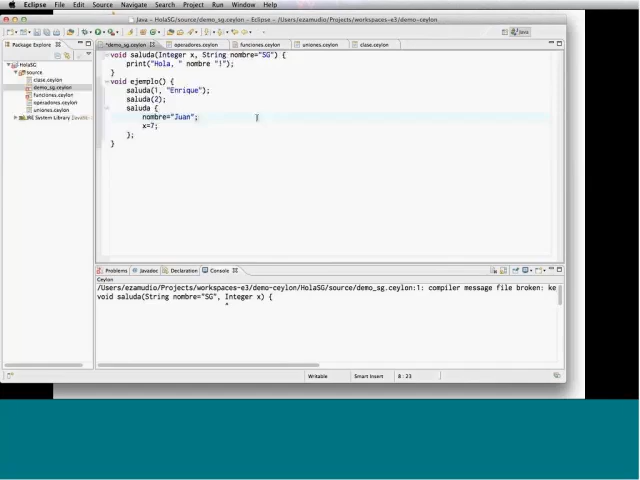 Eclipse File Edit Source Navigate Search Project Run Window Help
Java - HolaSG/source/demo_sg.ceylon - Eclipse - /Users/ezamudio/Projects/workspaces-e3/demo-ceylon
Java
Package Explorer
*demo_sg.ceylon operadores.ceylon funciones.ceylon uniones.ceylon clase.ceylon
HolaSG
source
clase.ceylon
demo_sg.ceylon
funciones.ceylon
operadores.ceylon
uniones.ceylon
JRE System Library
void saluda(Integer x, String nombre="SG") {
print("Hola, " nombre "!");
}
void ejemplo() {
saluda(1, "Enrique");
saluda(2);
saluda {
nombre="Juan";
x=7;
};
}
Problems Javadoc Declaration Console
Ceylon
/Users/ezamudio/Projects/workspaces-e3/demo-ceylon/HolaSG/source/demo_sg.ceylon:1: compiler message file broken: ke
void saluda(String nombre="SG", Integer x) {
^
Writable Smart Insert 8 : 23